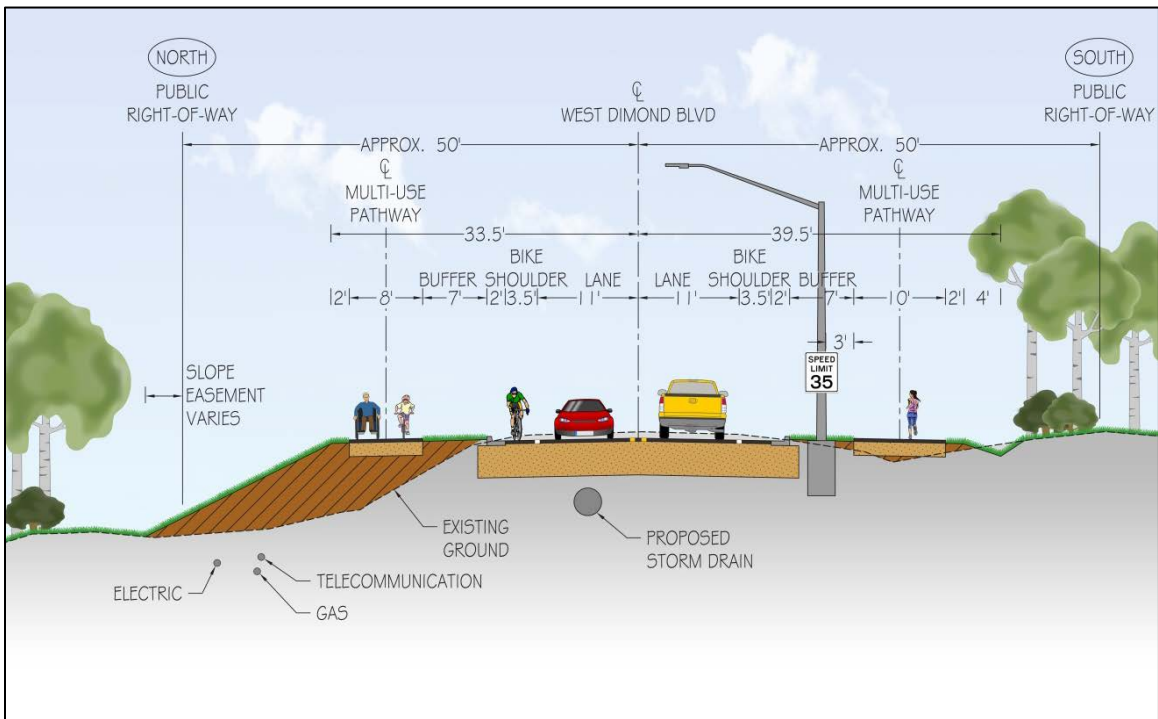 NORTH
PUBLIC
RIGHT-OF-WAY
℄
WEST DIMOND BLVD
SOUTH
PUBLIC
RIGHT-OF-WAY
APPROX. 50'
APPROX. 50'
℄
MULTI-USE
PATHWAY
℄
MULTI-USE
PATHWAY
33.5'
39.5'
BUFFER
BIKE
SHOULDER
LANE
LANE
BIKE
SHOULDER
BUFFER
2' 8' 7' 2' 3.5' 11' 11' 3.5' 2' 7' 10' 2' 4'
3'
SPEED
LIMIT
35
SLOPE
EASEMENT
VARIES
EXISTING
GROUND
PROPOSED
STORM DRAIN
ELECTRIC
TELECOMMUNICATION
GAS